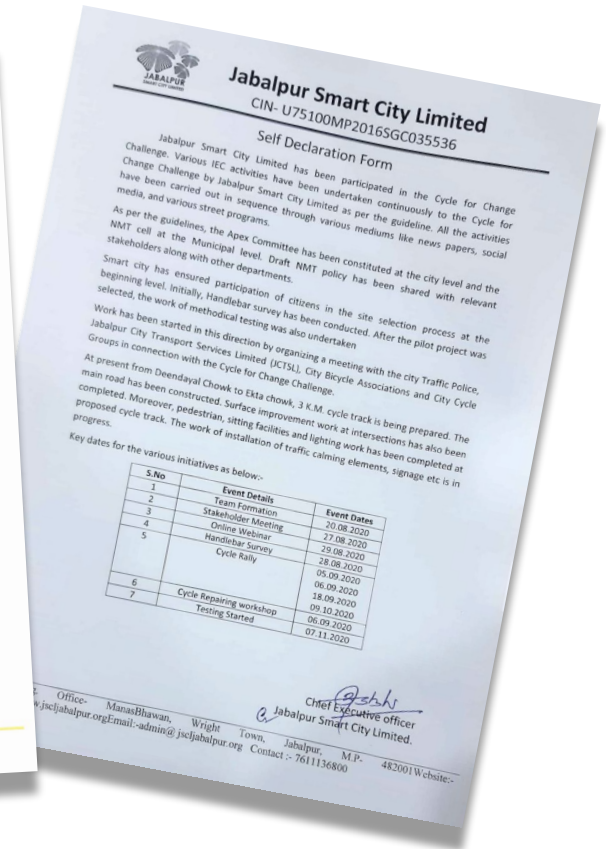 JABALPUR
SMART CITY LIMITED
Jabalpur Smart City Limited
CIN- U75100MP2016SGC035536
Self Declaration Form
Jabalpur Smart City Limited has been participated in the Cycle for Change
Challenge. Various IEC activities have been undertaken continuously to the Cycle for
Change Challenge by Jabalpur Smart City Limited as per the guideline. All the activities
have been carried out in sequence through various mediums like news papers, social
media, and various street programs.
As per the guidelines, the Apex Committee has been constituted at the city level and the
NMT cell at the Municipal level. Draft NMT policy has been shared with relevant
stakeholders along with other departments.
Smart city has ensured participation of citizens in the site selection process at the
beginning level. Initially, Handlebar survey has been conducted. After the pilot project was
selected, the work of methodical testing was also undertaken
Work has been started in this direction by organizing a meeting with the city Traffic Police,
Jabalpur City Transport Services Limited (JCTSL), City Bicycle Associations and City Cycle
Groups in connection with the Cycle for Change Challenge.
At present from Deendayal Chowk to Ekta chowk, 3 K.M. cycle track is being prepared. The
main road has been constructed. Surface improvement work at intersections has also been
completed. Moreover, pedestrian, sitting facilities and lighting work has been completed at
proposed cycle track. The work of installation of traffic calming elements, signage etc is in
progress.
Key dates for the various initiatives as below:-
S.No Event Details Event Dates
1 Team Formation 20.08.2020
2 Stakeholder Meeting 27.08.2020
3 Online Webinar 29.08.2020
4 Handlebar Survey 28.08.2020
5 Cycle Rally 05.09.2020
06.09.2020
18.09.2020
09.10.2020
6 Cycle Repairing workshop 06.09.2020
7 Testing Started 07.11.2020
Chief Executive officer
Jabalpur Smart City Limited.
Office- ManasBhawan, Wright Town, Jabalpur, M.P- 482001Website:-
w.jscljabalpur.orgEmail:-admin@jscljabalpur.org Contact :- 7611136800